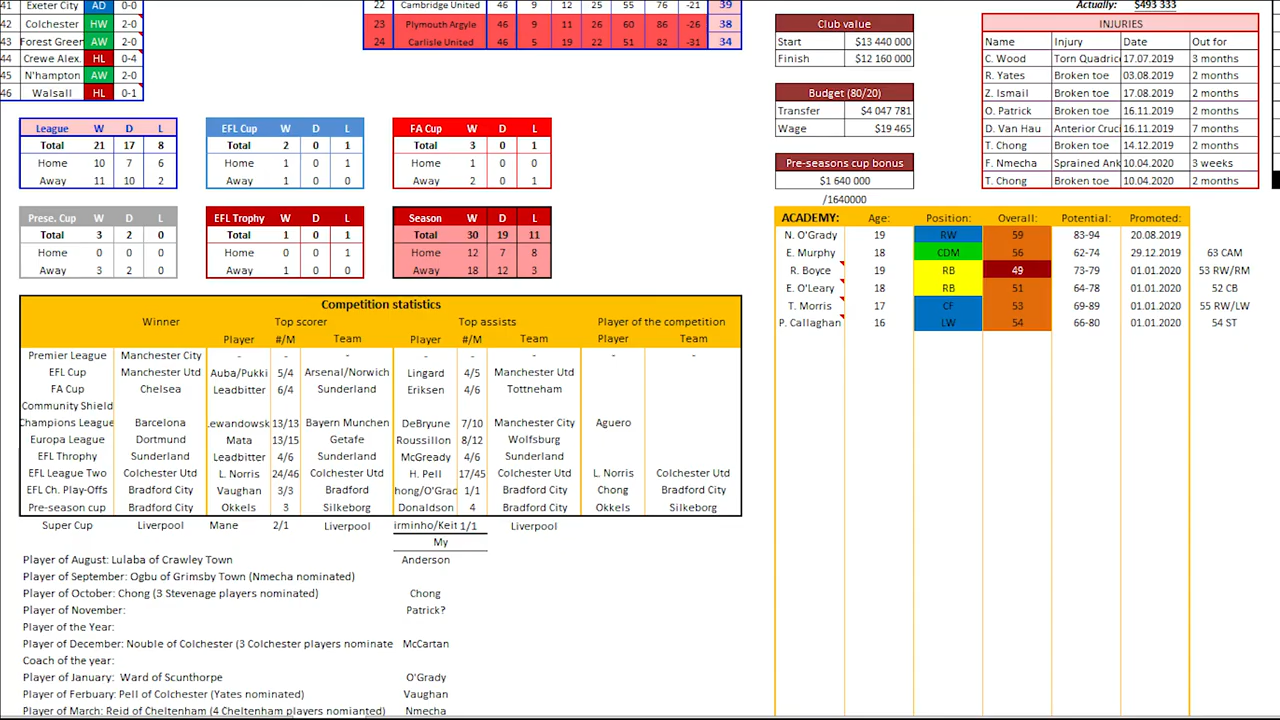 41 Exeter City AD 0-0
42 Colchester HW 2-0
43 Forest Green AW 2-0
44 Crewe Alex. HL 0-4
45 N'hampton AW 2-0
46 Walsall HL 0-1
22 Cambridge United 46 9 12 25 55 76 -21 39
23 Plymouth Argyle 46 9 11 26 60 86 -26 38
24 Carlisle United 46 5 19 22 51 82 -31 34
League W D L
Total 21 17 8
Home 10 7 6
Away 11 10 2
EFL Cup W D L
Total 2 0 1
Home 1 0 1
Away 1 0 0
FA Cup W D L
Total 3 0 1
Home 1 0 0
Away 2 0 1
Prese. Cup W D L
Total 3 2 0
Home 0 0 0
Away 3 2 0
EFL Trophy W D L
Total 1 0 1
Home 0 0 1
Away 1 0 0
Season W D L
Total 30 19 11
Home 12 7 8
Away 18 12 3
Competition statistics
Winner Top scorer Top assists Player of the competition
Player #/M Team Player #/M Team Player Team
Premier League Manchester City - - - - - - - -
EFL Cup Manchester Utd Auba/Pukki 5/4 Arsenal/Norwich Lingard 4/5 Manchester Utd
FA Cup Chelsea Leadbitter 6/4 Sunderland Eriksen 4/6 Tottneham
Community Shield
Champions League Barcelona Lewandowsk 13/13 Bayern Munchen DeBryune 7/10 Manchester City Aguero
Europa League Dortmund Mata 13/15 Getafe Roussillon 8/12 Wolfsburg
EFL Throphy Sunderland Leadbitter 4/6 Sunderland McGready 4/6 Sunderland
EFL League Two Colchester Utd L. Norris 24/46 Colchester Utd H. Pell 17/45 Colchester Utd L. Norris Colchester Utd
EFL Ch. Play-Offs Bradford City Vaughan 3/3 Bradford hong/O'Grad 1/1 Bradford City Chong Bradford City
Pre-season cup Bradford City Okkels 3 Silkeborg Donaldson 4 Bradford City Okkels Silkeborg
Super Cup Liverpool Mane 2/1 Liverpool irminho/Keit 1/1 Liverpool
My
Player of August: Lulaba of Crawley Town Anderson
Player of September: Ogbu of Grimsby Town (Nmecha nominated)
Player of October: Chong (3 Stevenage players nominated) Chong
Player of November: Patrick?
Player of the Year:
Player of December: Nouble of Colchester (3 Colchester players nominate McCartan
Coach of the year:
Player of January: Ward of Scunthorpe O'Grady
Player of Ferbuary: Pell of Colchester (Yates nominated) Vaughan
Player of March: Reid of Cheltenham (4 Cheltenham players nomianted) Nmecha
Club value
Start $13 440 000
Finish $12 160 000
Budget (80/20)
Transfer $4 047 781
Wage $19 465
Pre-seasons cup bonus
$1 640 000
/1640000
Actually: $493 333
INJURIES
Name Injury Date Out for
C. Wood Torn Quadric 17.07.2019 3 months
R. Yates Broken toe 03.08.2019 2 months
Z. Ismail Broken toe 17.08.2019 2 months
O. Patrick Broken toe 16.11.2019 2 months
D. Van Hau Anterior Cruc 16.11.2019 7 months
T. Chong Broken toe 14.12.2019 2 months
F. Nmecha Sprained Ank 10.04.2020 3 weeks
T. Chong Broken toe 10.04.2020 2 months
ACADEMY: Age: Position: Overall: Potential: Promoted:
N. O'Grady 19 RW 59 83-94 20.08.2019
E. Murphy 18 CDM 56 62-74 29.12.2019 63 CAM
R. Boyce 19 RB 49 73-79 01.01.2020 53 RW/RM
E. O'Leary 18 RB 51 64-78 01.01.2020 52 CB
T. Morris 17 CF 53 69-89 01.01.2020 55 RW/LW
P. Callaghan 16 LW 54 66-80 01.01.2020 54 ST